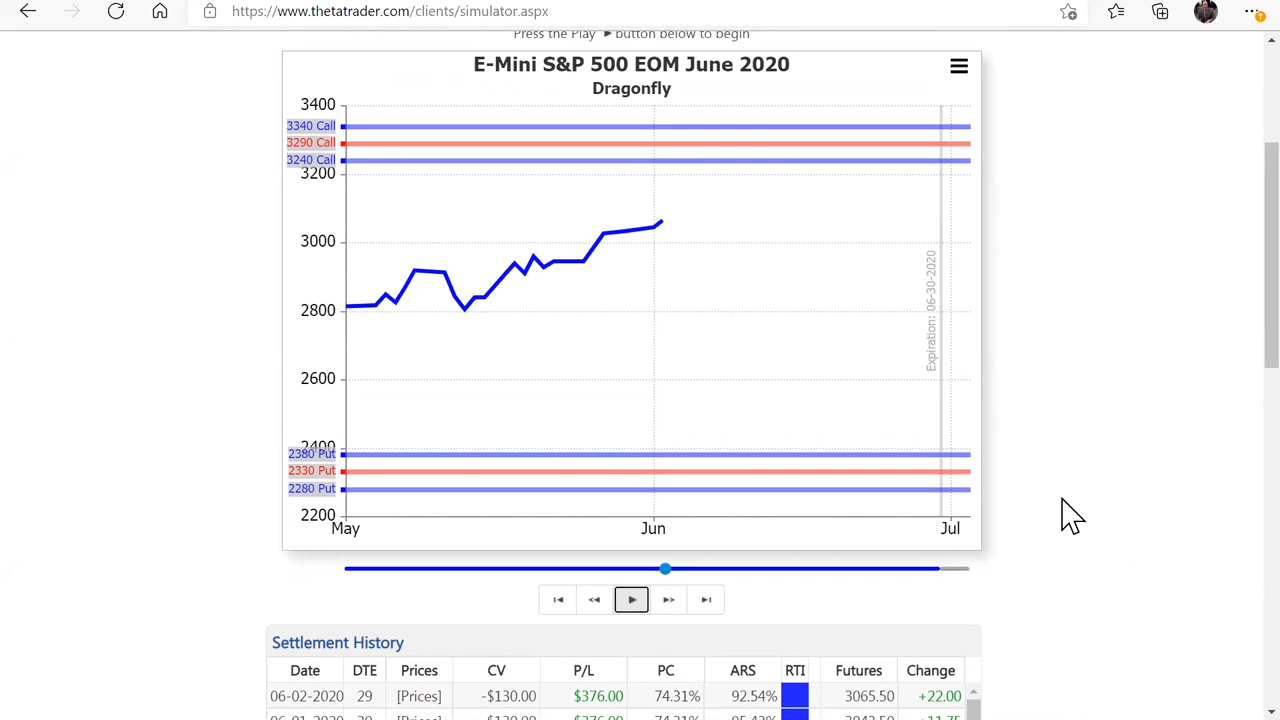 https://www.thetatrader.com/clients/simulator.aspx
Press the Play ► button below to begin
E-Mini S&P 500 EOM June 2020
Dragonfly
3400
3340 Call
3290 Call
3240 Call
3200
3000
2800
2600
2400
2380 Put
2330 Put
2280 Put
2200
Expiration: 06-30-2020
May Jun Jul
Settlement History
Date DTE Prices CV P/L PC ARS RTI Futures Change
06-02-2020 29 [Prices] -$130.00 $376.00 74.31% 92.54% 3065.50 +22.00